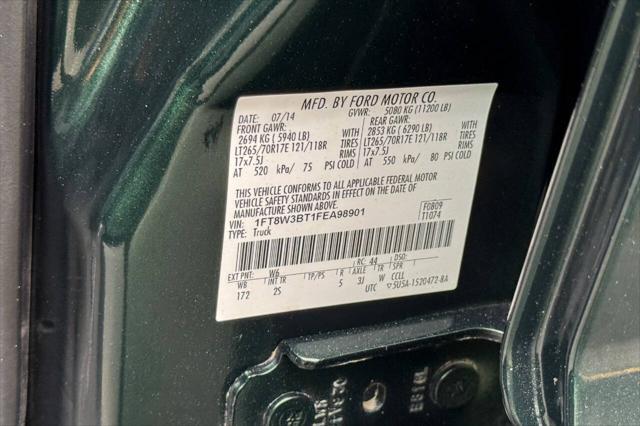 MFD. BY FORD MOTOR CO.
DATE: 07/14 GVWR: 5080 KG (11200 LB)
FRONT GAWR: REAR GAWR:
2694 KG ( 5940 LB) WITH 2853 KG ( 6290 LB) WITH
LT265/70R17E 121/118R TIRES LT265/70R17E 121/118R TIRES
17x7.5J RIMS 17x7.5J RIMS
AT 520 kPa/ 75 PSI COLD AT 550 kPa/ 80 PSI COLD
THIS VEHICLE CONFORMS TO ALL APPLICABLE FEDERAL MOTOR
VEHICLE SAFETY STANDARDS IN EFFECT ON THE DATE OF
MANUFACTURE SHOWN ABOVE.
VIN: 1FT8W3BT1FEA98901 F0809
TYPE: Truck T1074
EXT PNT: W6 RC: 44 DSO:
WB INT TR TP/PS R AXLE TR SPR
172 2S 5 3J W CCLL
UTC ▽5U5A-1520472-BA